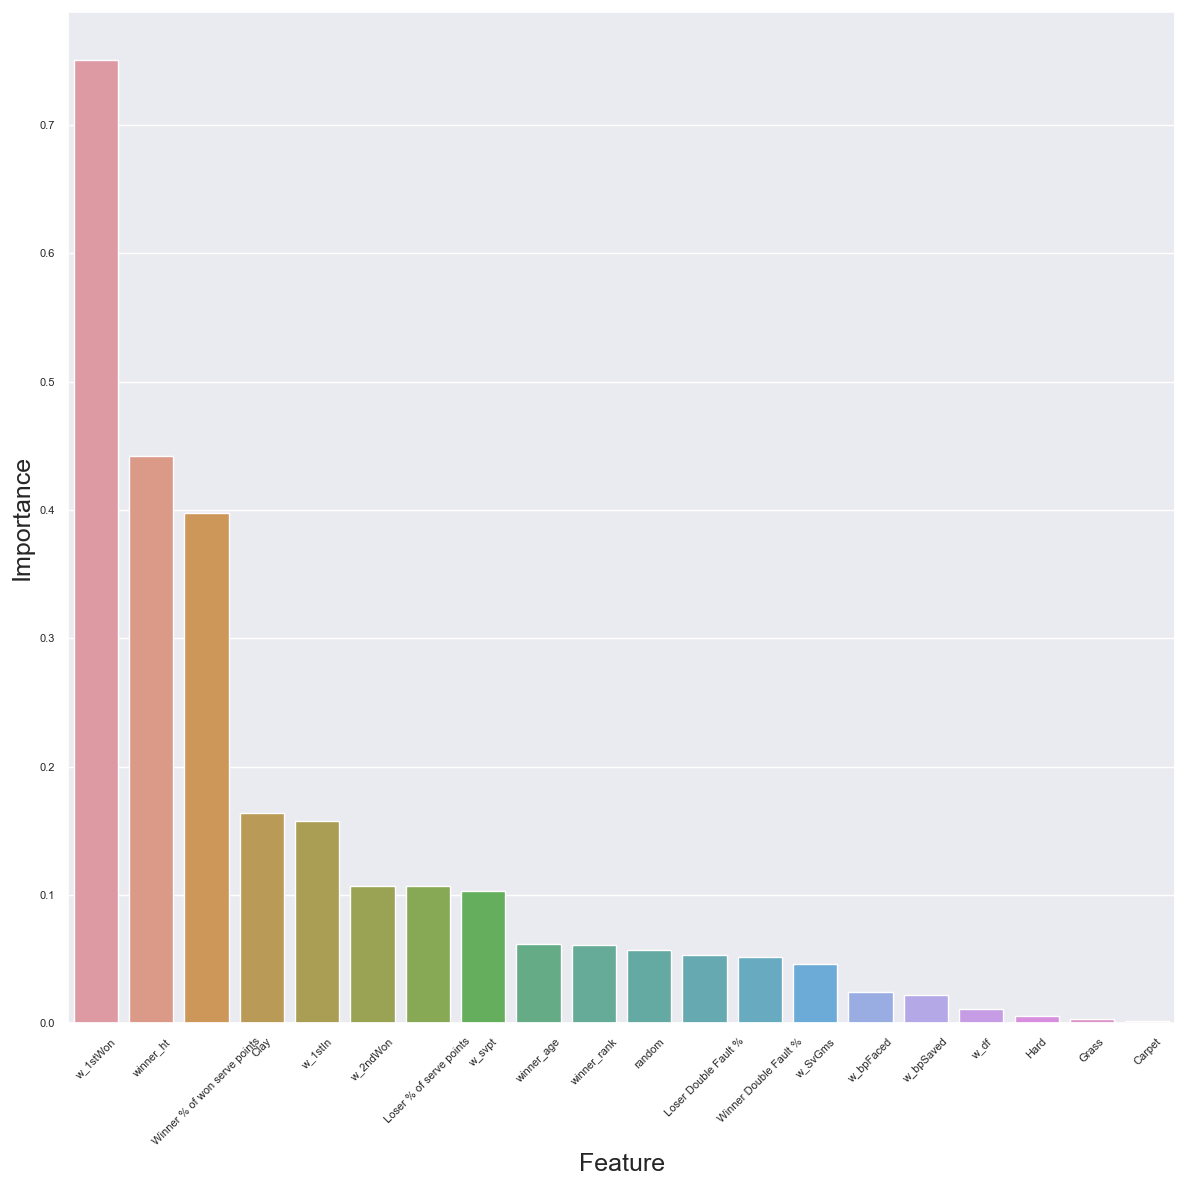 0.7
0.6
0.5
0.4
0.3
0.2
0.1
0.0
Importance
w_1stWon
winner_ht
Winner % of won serve points
Clay
w_1stIn
w_2ndWon
Loser % of serve points
w_svpt
winner_age
winner_rank
random
Loser Double Fault %
Winner Double Fault %
w_SvGms
w_bpFaced
w_bpSaved
w_df
Hard
Grass
Carpet
Feature